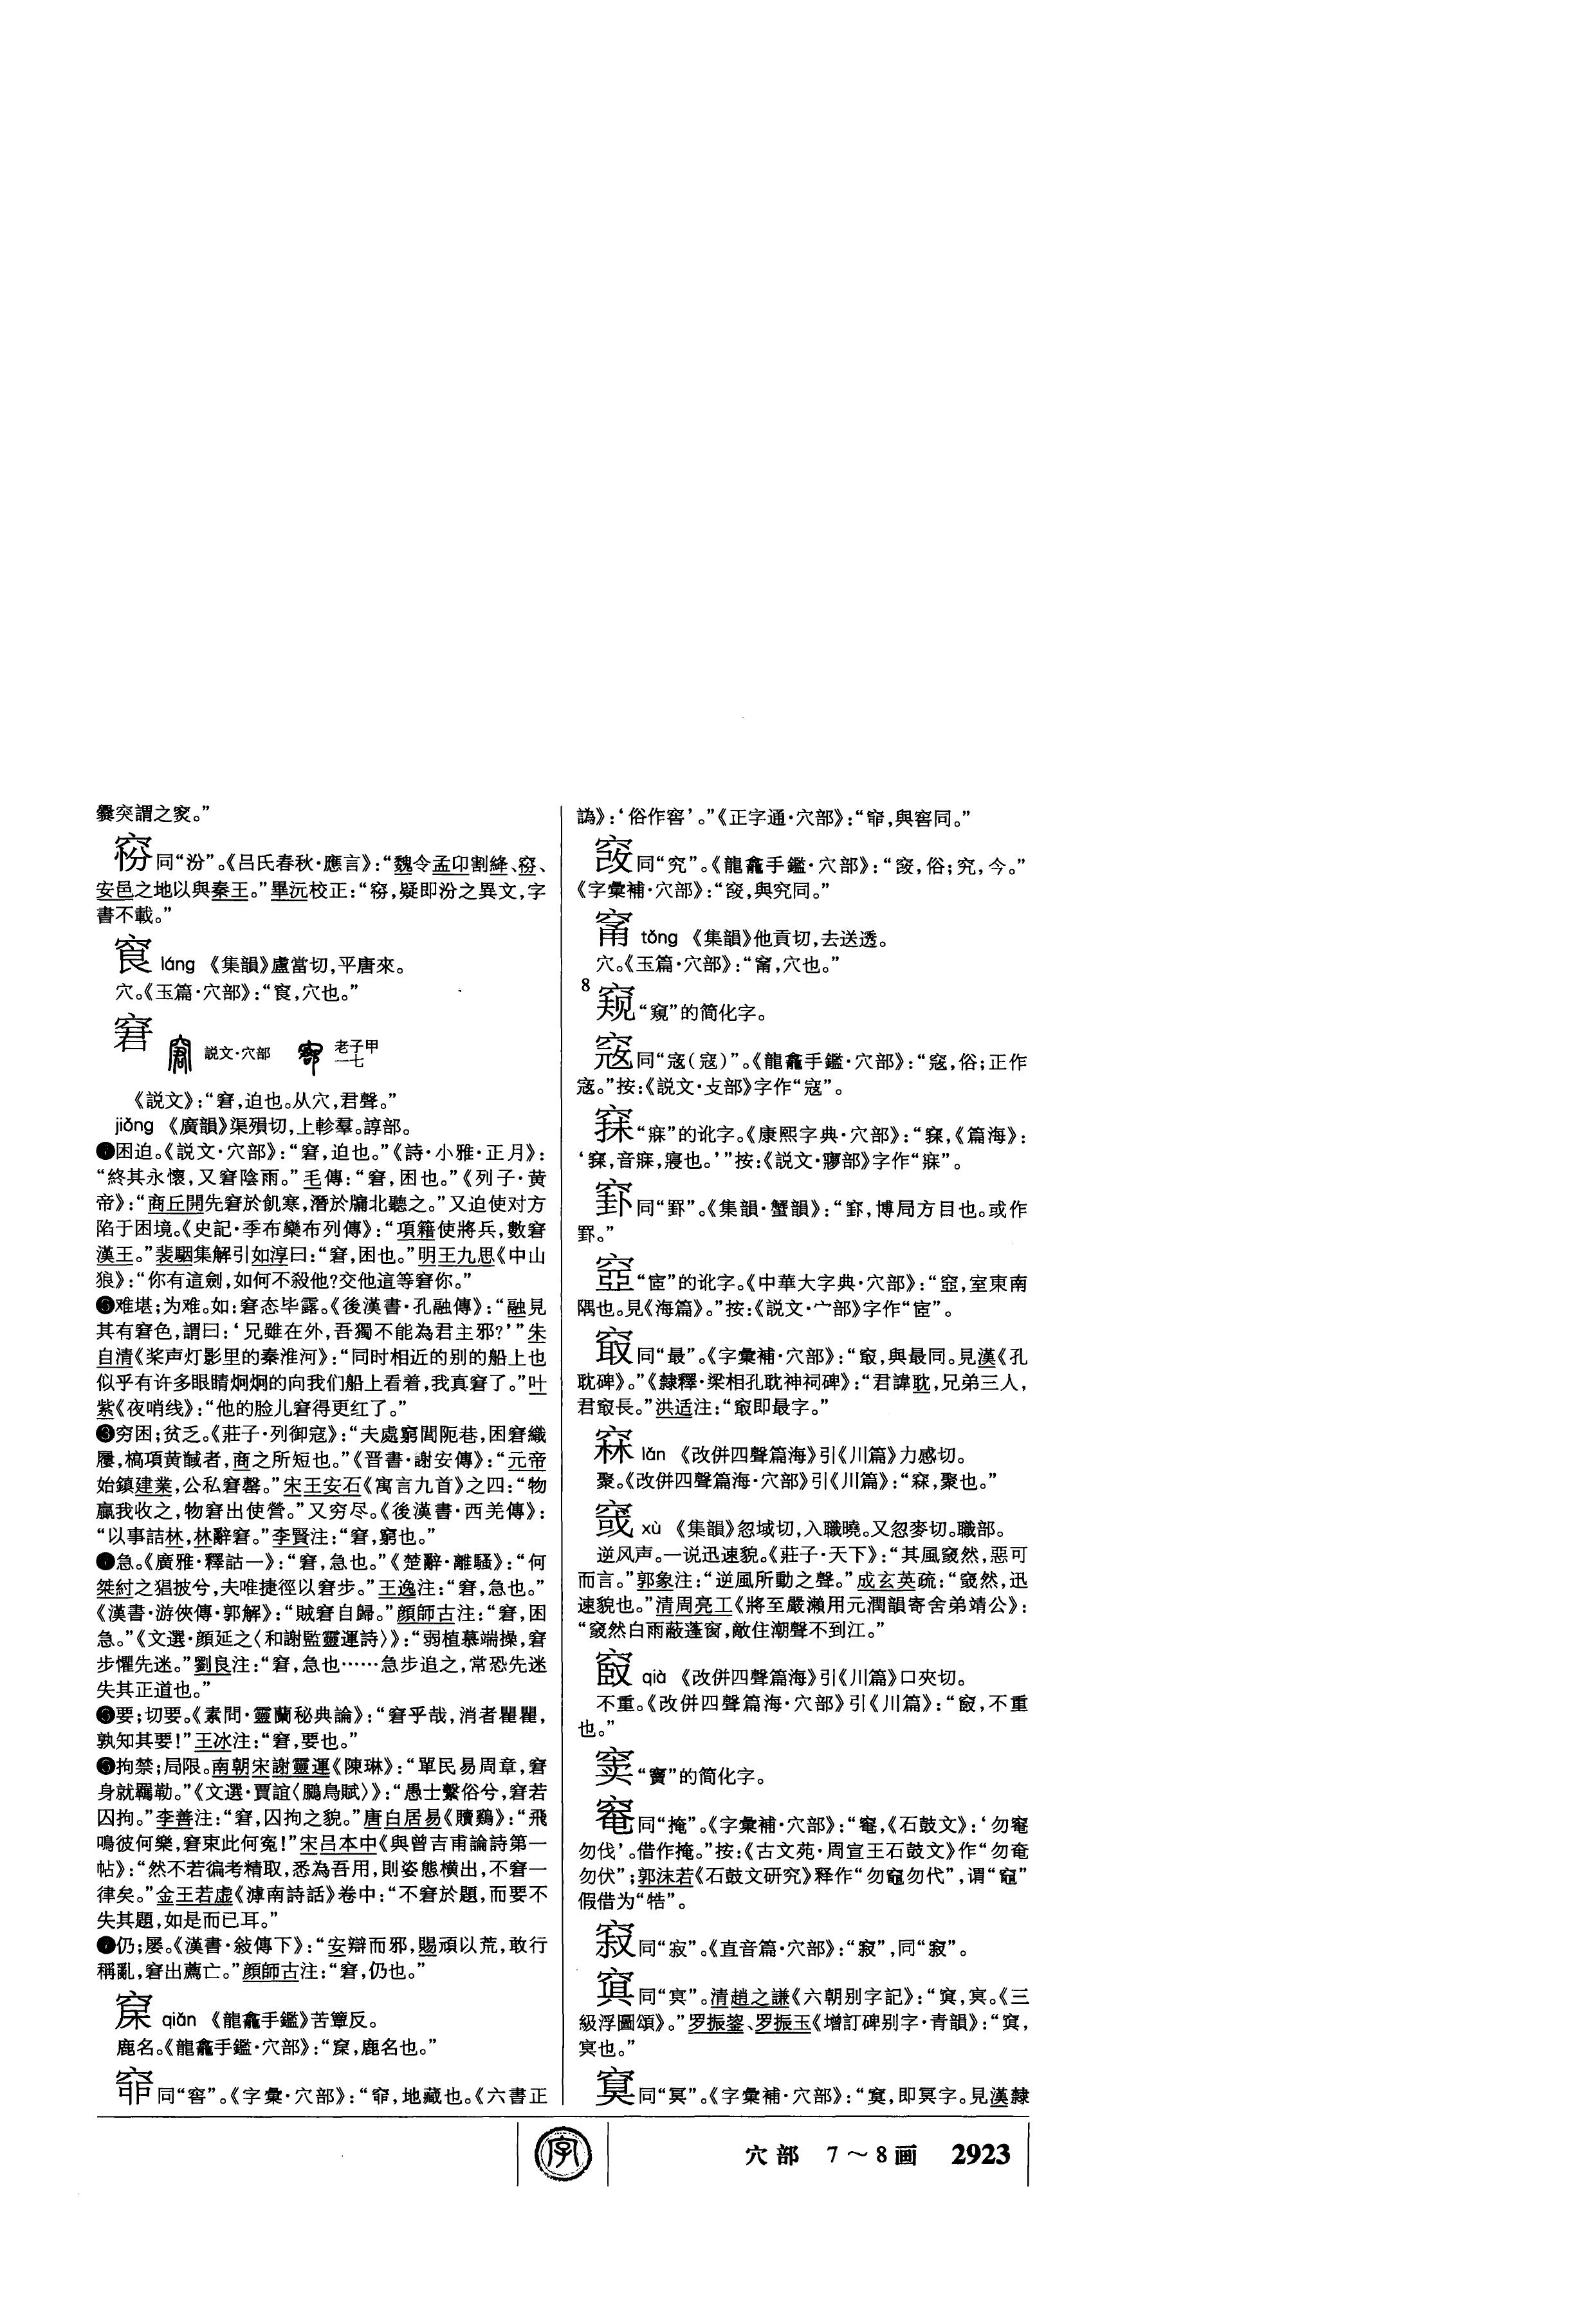 爨突謂之㝔。”
同“汾”。《吕氏春秋·應言》：“魏令孟卬割絳、𥥈、
安邑之地以與秦王。”畢沅校正：“，疑即汾之異文，字
書不載。”
láng 《集韻》盧當切，平唐來。
穴。《玉篇·穴部》：“，穴也。”
窘 説文·穴部 老子甲一七
《説文》：“窘，迫也。从穴，君聲。”
jiǒng 《廣韻》渠殞切，上軫羣。諄部。
❶困迫。《説文·穴部》：“窘，迫也。”《詩·小雅·正月》：
“終其永懷，又窘陰雨。”毛傳：“窘，困也。”《列子·黄
帝》：“商丘開先窘於飢寒，潛於牖北聽之。”又迫使对方
陷于困境。《史記·季布欒布列傳》：“項籍使將兵，數窘
漢王。”裴駰集解引如淳曰：“窘，困也。”明王九思《中山
狼》：“你有這劍，如何不殺他？交他這等窘你。”
难堪；为难。如：窘态毕露。《後漢書·孔融傳》：“融見
其有窘色，謂曰：‘兄雖在外，吾獨不能為君主邪？’”朱
自清《桨声灯影里的秦淮河》：“同时相近的别的船上也
似乎有许多眼睛炯炯的向我们船上看着，我真窘了。”叶
紫《夜哨线》：“他的脸儿窘得更红了。”
❸穷困；贫乏。《莊子·列御寇》：“夫處窮閭阨巷，困窘織
屨，槁項黄馘者，商之所短也。”《晋書·謝安傳》：“元帝
始鎮建業，公私窘罄。”宋王安石《寓言九首》之四：“物
贏我收之，物窘出使營。”又穷尽。《後漢書·西羌傳》：
“以事詰林，林辭窘。”李賢注：“窘，窮也。”
急。《廣雅·釋詁一》：“窘，急也。”《楚辭·離騷》：“何
桀紂之猖披兮，夫唯捷徑以窘步。”王逸注：“窘，急也。”
《漢書·游俠傳·郭解》：“賊窘自歸。”顔師古注：“窘，困
急。”《文選·顔延之〈和謝監靈運詩〉》：“弱植慕端操，窘
步懼先迷。”劉良注：“窘，急也……急步追之，常恐先迷
失其正道也。”
要；切要。《素問·靈蘭秘典論》：“窘乎哉，消者瞿瞿，
孰知其要！”王冰注：“窘，要也。”
拘禁；局限。南朝宋謝靈運《陳琳》：“單民易周章，窘
身就羈勒。”《文選·賈誼〈鵩鳥賦〉》：“愚士繫俗兮，窘若
囚拘。”李善注：“窘，囚拘之貌。”唐白居易《贖鷄》：“飛
鳴彼何樂，窘束此何冤！”宋吕本中《與曾吉甫論詩第一
帖》：“然不若徧考精取，悉為吾用，則姿態横出，不窘一
律矣。”金王若虚《滹南詩話》卷中：“不窘於題，而要不
失其題，如是而已耳。”
仍；屡。《漢書·敍傳下》：“安辯而邪，賜頑以荒，敢行
稱亂，窘出薦亡。”顔師古注：“窘，仍也。”
qiǎn 《龍龕手鑑》苦簟反。
鹿名。《龍龕手鑑·穴部》：“，鹿名也。”
同“窖”。《字彙·穴部》：“，地藏也。《六書正
譌》：‘俗作窖’。”《正字通·穴部》：“，與窖同。”
同“究”。《龍龕手鑑·穴部》：“，俗；究，今。”
《字彙補·穴部》：“，與究同。”
tǒng 《集韻》他貢切，去送透。
穴。《玉篇·穴部》：“，穴也。”
8
窥 “窺”的简化字。
同“𡨥（寇）”。《龍龕手鑑·穴部》：“，俗；正作
。”按：《説文·攴部》字作“寇”。
“寐”的讹字。《康熙字典·穴部》：“，《篇海》：
‘，音寐，寢也。’”按：《説文·㝱部》字作“寐”。
同“罫”。《集韻·蟹韻》：“，博局方目也。或作
罫。”
“宧”的讹字。《中華大字典·穴部》：“，室東南
隅也。見《海篇》。”按：《説文·宀部》字作“宧”。
同“最”。《字彙補·穴部》：“，與最同。見漢《孔
耽碑》。”《隸釋·梁相孔耽神祠碑》：“君諱耽，兄弟三人，
君長。”洪适注：“即最字。”
lǎn 《改併四聲篇海》引《川篇》力感切。
聚。《改併四聲篇海·穴部》引《川篇》：“，聚也。”
窢 xù 《集韻》忽域切，入職曉。又忽麥切。職部。
逆风声。一说迅速貌。《莊子·天下》：“其風窢然，惡可
而言。”郭象注：“逆風所動之聲。”成玄英疏：“窢然，迅
速貌也。”清周亮工《將至嚴瀨用元潤韻寄舍弟靖公》：
“窢然白雨蔽蓬窗，敵住潮聲不到江。”
qià 《改併四聲篇海》引《川篇》口夾切。
不重。《改併四聲篇海·穴部》引《川篇》：“，不重
也。”
窦 “竇”的简化字。
同“掩”。《字彙補·穴部》：“，《石鼓文》：‘勿
勿伐’。借作掩。”按：《古文苑·周宣王石鼓文》作“勿奄
勿伏”；郭沫若《石鼓文研究》释作“勿竈勿代”，谓“竈”
假借为“牿”。
同“寂”。《直音篇·穴部》：“”，同“寂”。
同“冥”。清趙之謙《六朝别字記》：“，冥。《三
級浮圖頌》。”罗振鋆、罗振玉《增訂碑别字·青韻》：“，
冥也。”
同“冥”。《字彙補·穴部》：“，即冥字。見漢隸
字
穴部 7～8画 2923